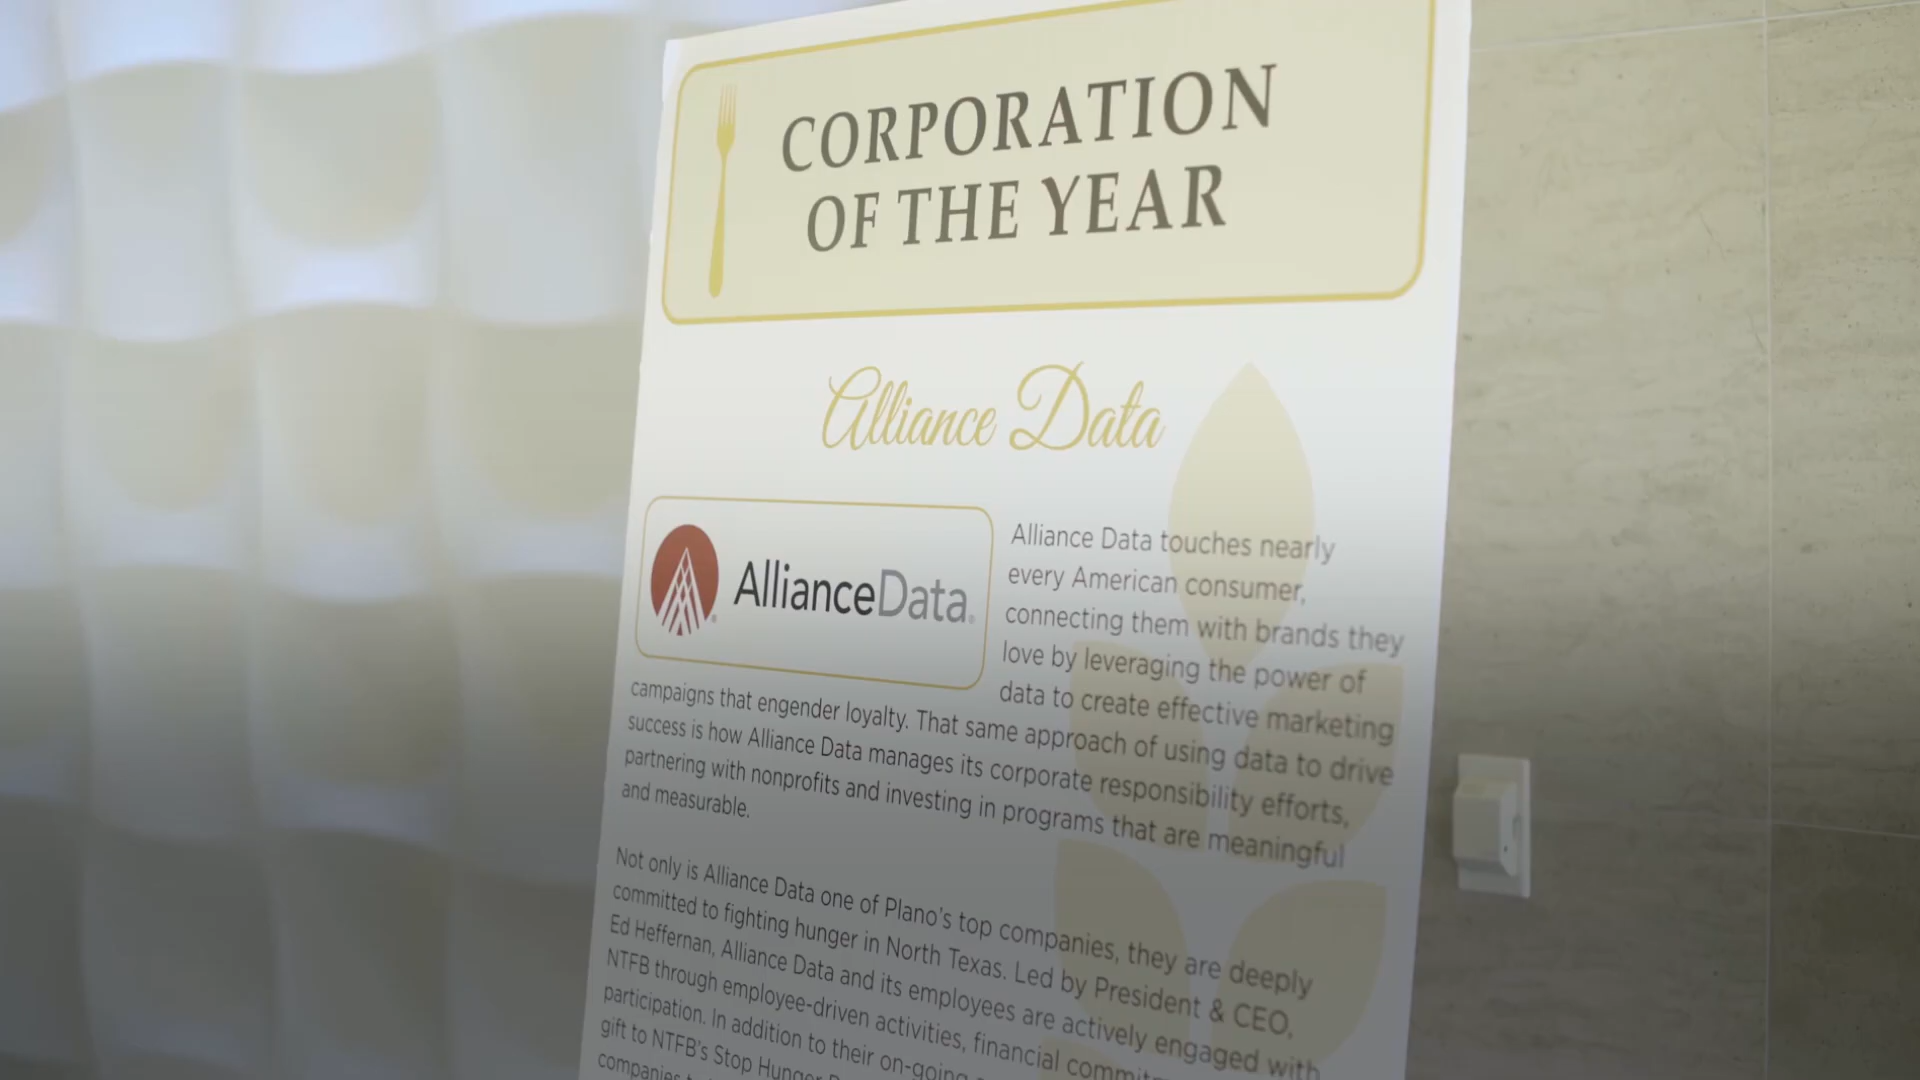 CORPORATION
OF THE YEAR
Alliance Data
AllianceData
Alliance Data touches nearly
every American consumer,
connecting them with brands they
love by leveraging the power of
data to create effective marketing
campaigns that engender loyalty. That same approach of using data to drive
success is how Alliance Data manages its corporate responsibility efforts,
partnering with nonprofits and investing in programs that are meaningful
and measurable.
Not only is Alliance Data one of Plano's top companies, they are deeply
committed to fighting hunger in North Texas. Led by President & CEO,
Ed Heffernan, Alliance Data and its employees are actively engaged with
NTFB through employee-driven activities, financial
participation. In addition to their on-going
gift to NTFB's Stop Hunger
companies